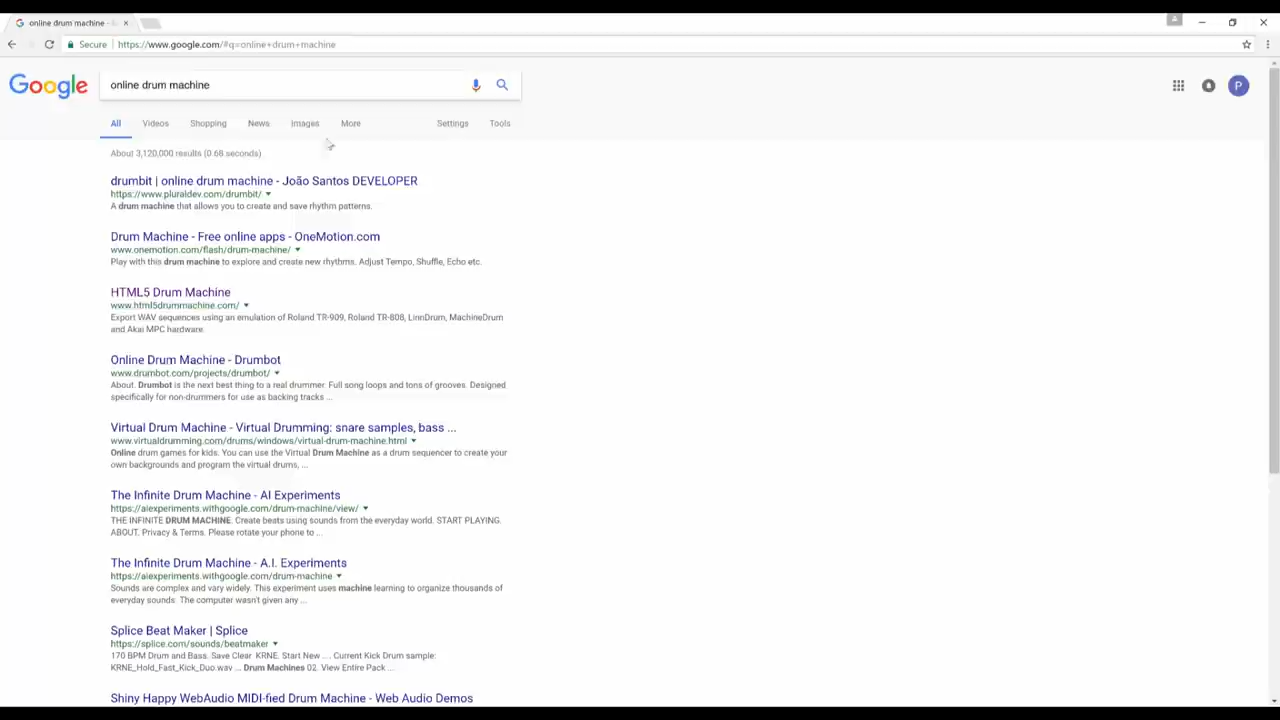 online drum machine -
Secure https://www.google.com/#q=online+drum+machine
Google online drum machine P
All Videos Shopping News Images More Settings Tools
About 3,120,000 results (0.68 seconds)
drumbit | online drum machine - João Santos DEVELOPER
https://www.pluraldev.com/drumbit/
A drum machine that allows you to create and save rhythm patterns.
Drum Machine - Free online apps - OneMotion.com
www.onemotion.com/flash/drum-machine/
Play with this drum machine to explore and create new rhythms. Adjust Tempo, Shuffle, Echo etc.
HTML5 Drum Machine
www.html5drummachine.com/
Export WAV sequences using an emulation of Roland TR-909, Roland TR-808, LinnDrum, MachineDrum
and Akai MPC hardware.
Online Drum Machine - Drumbot
www.drumbot.com/projects/drumbot/
About. Drumbot is the next best thing to a real drummer. Full song loops and tons of grooves. Designed
specifically for non-drummers for use as backing tracks ...
Virtual Drum Machine - Virtual Drumming: snare samples, bass ...
www.virtualdrumming.com/drums/windows/virtual-drum-machine.html
Online drum games for kids. You can use the Virtual Drum Machine as a drum sequencer to create your
own backgrounds and program the virtual drums, ...
The Infinite Drum Machine - AI Experiments
https://aiexperiments.withgoogle.com/drum-machine/view/
THE INFINITE DRUM MACHINE. Create beats using sounds from the everyday world. START PLAYING.
ABOUT. Privacy & Terms. Please rotate your phone to ...
The Infinite Drum Machine - A.I. Experiments
https://aiexperiments.withgoogle.com/drum-machine
Sounds are complex and vary widely. This experiment uses machine learning to organize thousands of
everyday sounds. The computer wasn't given any ...
Splice Beat Maker | Splice
https://splice.com/sounds/beatmaker
170 BPM Drum and Bass. Save Clear. KRNE. Start New ... Current Kick Drum sample:
KRNE_Hold_Fast_Kick_Duo.wav ... Drum Machines 02. View Entire Pack ...
Shiny Happy WebAudio MIDI-fied Drum Machine - Web Audio Demos